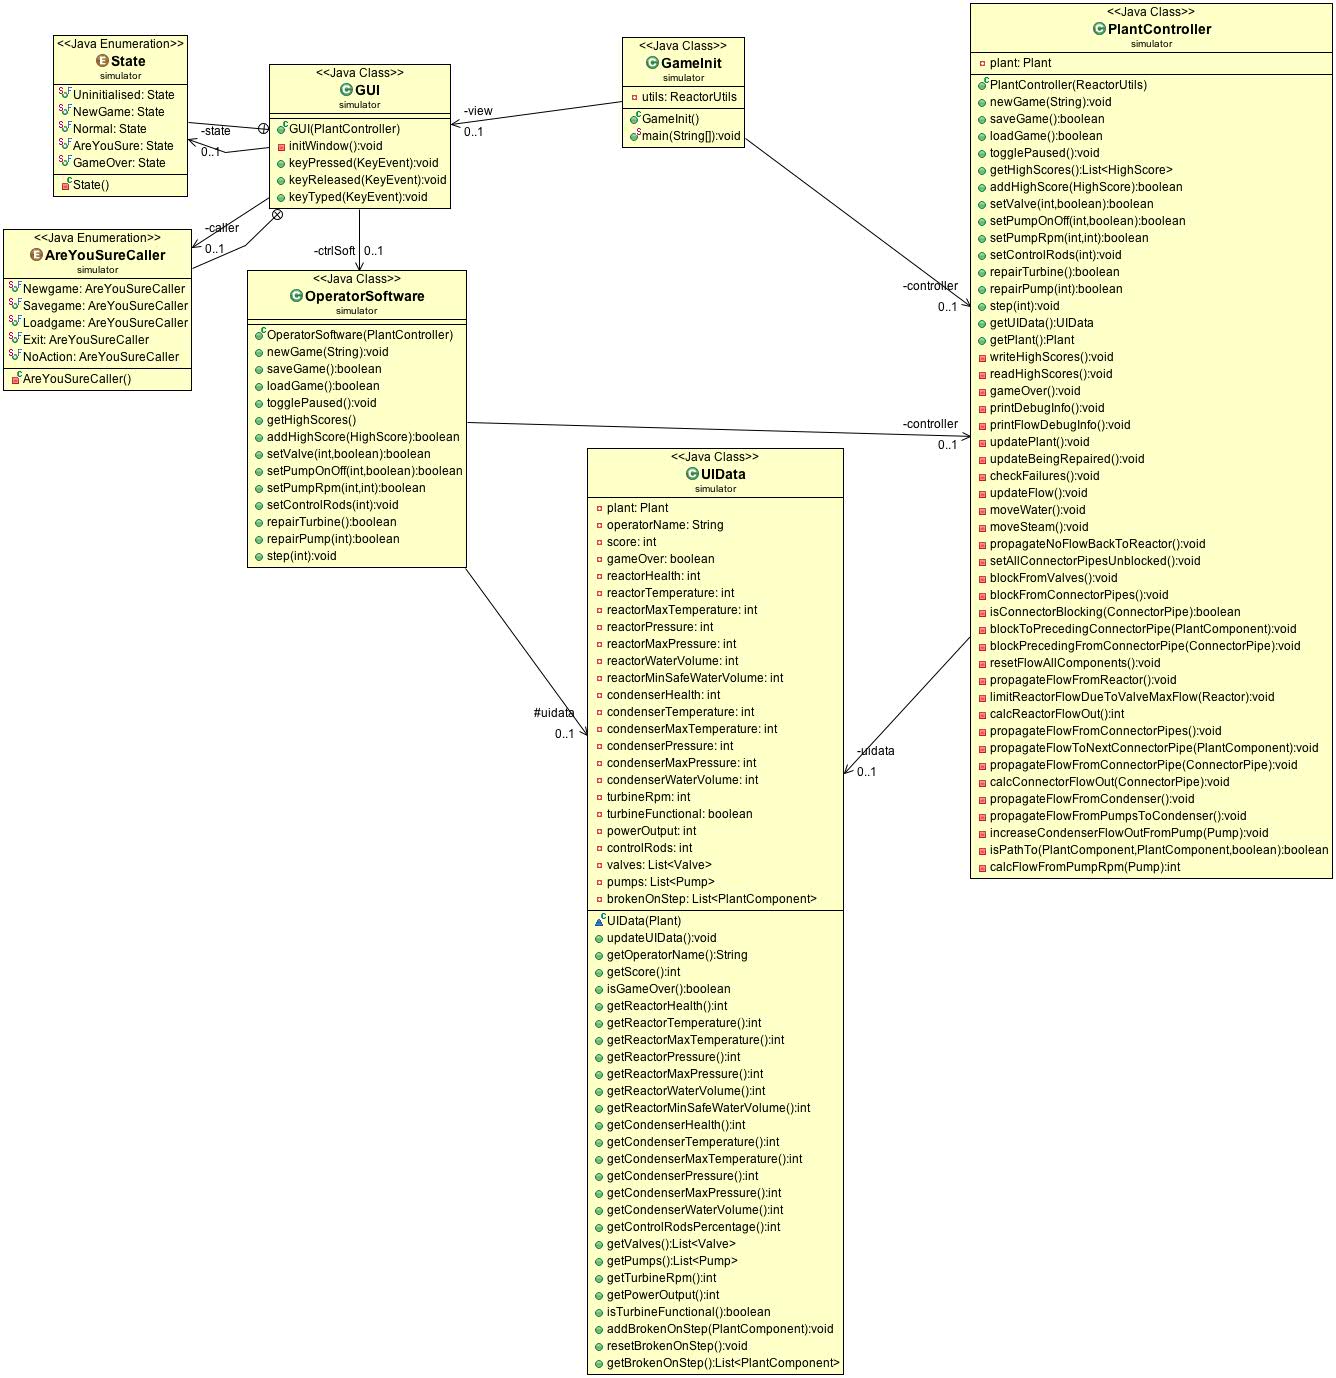 <<Java Enumeration>>
State
simulator
Uninitialised: State
NewGame: State
Normal: State
AreYouSure: State
GameOver: State
State()
<<Java Class>>
GUI
simulator
GUI(PlantController)
initWindow():void
keyPressed(KeyEvent):void
keyReleased(KeyEvent):void
keyTyped(KeyEvent):void
<<Java Class>>
GameInit
simulator
utils: ReactorUtils
GameInit()
main(String[]):void
-view
0..1
-state
0..1
-caller
0..1
-ctrlSoft
0..1
-controller
0..1
<<Java Enumeration>>
AreYouSureCaller
simulator
Newgame: AreYouSureCaller
Savegame: AreYouSureCaller
Loadgame: AreYouSureCaller
Exit: AreYouSureCaller
NoAction: AreYouSureCaller
AreYouSureCaller()
<<Java Class>>
OperatorSoftware
simulator
OperatorSoftware(PlantController)
newGame(String):void
saveGame():boolean
loadGame():boolean
togglePaused():void
getHighScores()
addHighScore(HighScore):boolean
setValve(int,boolean):boolean
setPumpOnOff(int,boolean):boolean
setPumpRpm(int,int):boolean
setControlRods(int):void
repairTurbine():boolean
repairPump(int):boolean
step(int):void
-controller
0..1
#uidata
0..1
-uidata
0..1
<<Java Class>>
UIData
simulator
plant: Plant
operatorName: String
score: int
gameOver: boolean
reactorHealth: int
reactorTemperature: int
reactorMaxTemperature: int
reactorPressure: int
reactorMaxPressure: int
reactorWaterVolume: int
reactorMinSafeWaterVolume: int
condenserHealth: int
condenserTemperature: int
condenserMaxTemperature: int
condenserPressure: int
condenserMaxPressure: int
condenserWaterVolume: int
turbineRpm: int
turbineFunctional: boolean
powerOutput: int
controlRods: int
valves: List<Valve>
pumps: List<Pump>
brokenOnStep: List<PlantComponent>
UIData(Plant)
updateUIData():void
getOperatorName():String
getScore():int
isGameOver():boolean
getReactorHealth():int
getReactorTemperature():int
getReactorMaxTemperature():int
getReactorPressure():int
getReactorMaxPressure():int
getReactorWaterVolume():int
getReactorMinSafeWaterVolume():int
getCondenserHealth():int
getCondenserTemperature():int
getCondenserMaxTemperature():int
getCondenserPressure():int
getCondenserMaxPressure():int
getCondenserWaterVolume():int
getControlRodsPercentage():int
getValves():List<Valve>
getPumps():List<Pump>
getTurbineRpm():int
getPowerOutput():int
isTurbineFunctional():boolean
addBrokenOnStep(PlantComponent):void
resetBrokenOnStep():void
getBrokenOnStep():List<PlantComponent>
<<Java Class>>
PlantController
simulator
plant: Plant
PlantController(ReactorUtils)
newGame(String):void
saveGame():boolean
loadGame():boolean
togglePaused():void
getHighScores():List<HighScore>
addHighScore(HighScore):boolean
setValve(int,boolean):boolean
setPumpOnOff(int,boolean):boolean
setPumpRpm(int,int):boolean
setControlRods(int):void
repairTurbine():boolean
repairPump(int):boolean
step(int):void
getUIData():UIData
getPlant():Plant
writeHighScores():void
readHighScores():void
gameOver():void
printDebugInfo():void
printFlowDebugInfo():void
updatePlant():void
updateBeingRepaired():void
checkFailures():void
updateFlow():void
moveWater():void
moveSteam():void
propagateNoFlowBackToReactor():void
setAllConnectorPipesUnblocked():void
blockFromValves():void
blockFromConnectorPipes():void
isConnectorBlocking(ConnectorPipe):boolean
blockToPrecedingConnectorPipe(PlantComponent):void
blockPrecedingFromConnectorPipe(ConnectorPipe):void
resetFlowAllComponents():void
propagateFlowFromReactor():void
limitReactorFlowDueToValveMaxFlow(Reactor):void
calcReactorFlowOut():int
propagateFlowFromConnectorPipes():void
propagateFlowToNextConnectorPipe(PlantComponent):void
propagateFlowFromConnectorPipe(ConnectorPipe):void
calcConnectorFlowOut(ConnectorPipe):void
propagateFlowFromCondenser():void
propagateFlowFromPumpsToCondenser():void
increaseCondenserFlowOutFromPump(Pump):void
isPathTo(PlantComponent,PlantComponent,boolean):boolean
calcFlowFromPumpRpm(Pump):int